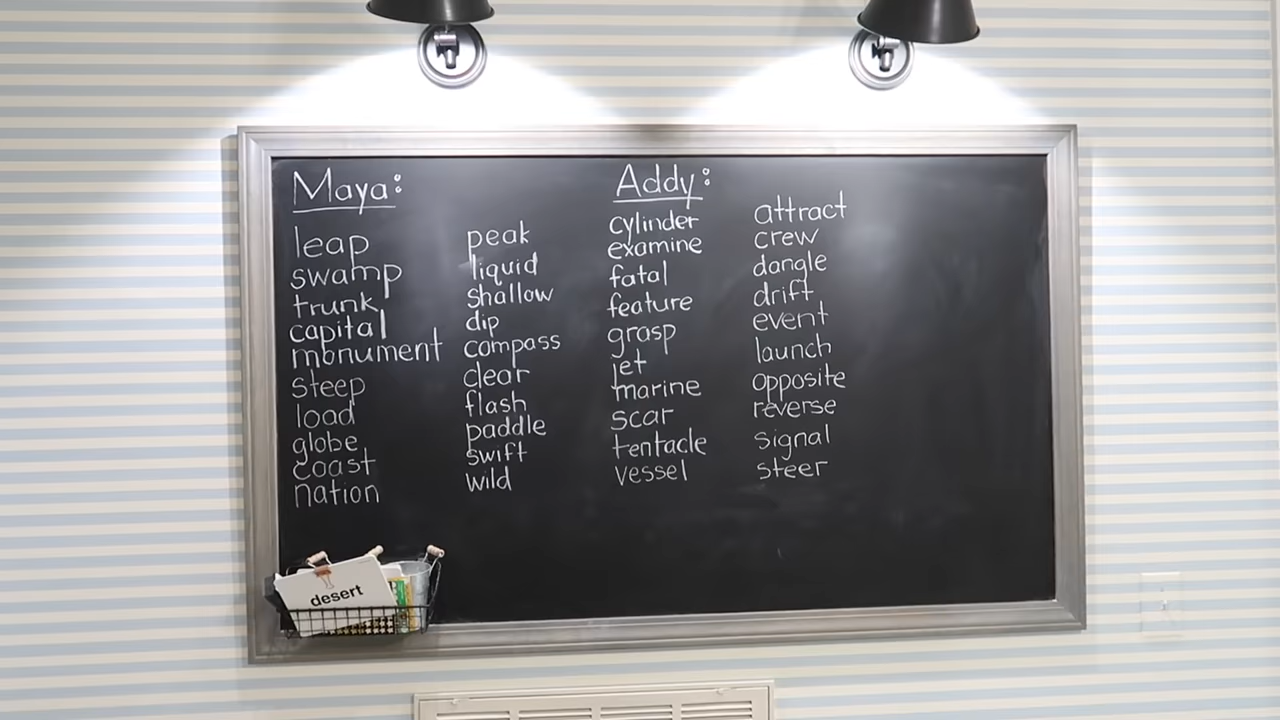 Maya:
leap
swamp
trunk
capital
monument
steep
load
globe
coast
nation
peak
liquid
shallow
dip
compass
clear
flash
paddle
swift
wild
Addy:
cylinder
examine
fatal
feature
grasp
jet
marine
scar
tentacle
vessel
attract
crew
dangle
drift
event
launch
opposite
reverse
signal
steer
desert